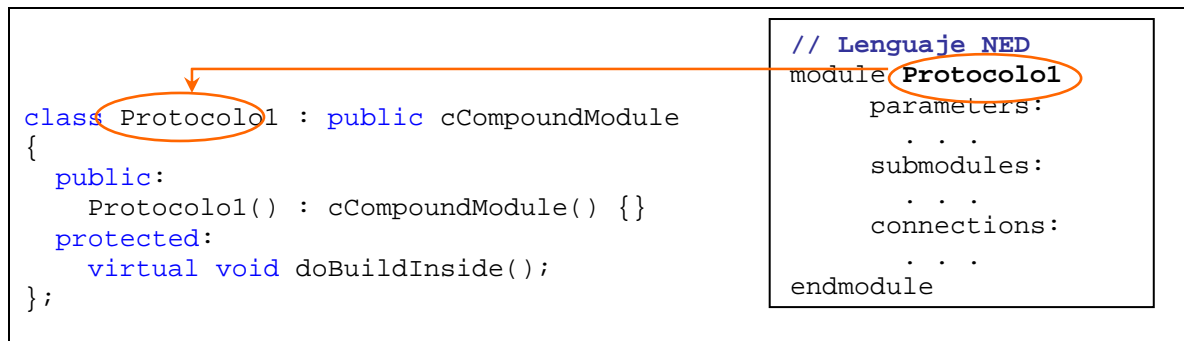 class Protocolo1 : public cCompoundModule
{
  public:
    Protocolo1() : cCompoundModule() {}
  protected:
    virtual void doBuildInside();
};
// Lenguaje NED
module Protocolo1
    parameters:
      . . .
    submodules:
      . . .
    connections:
      . . .
endmodule